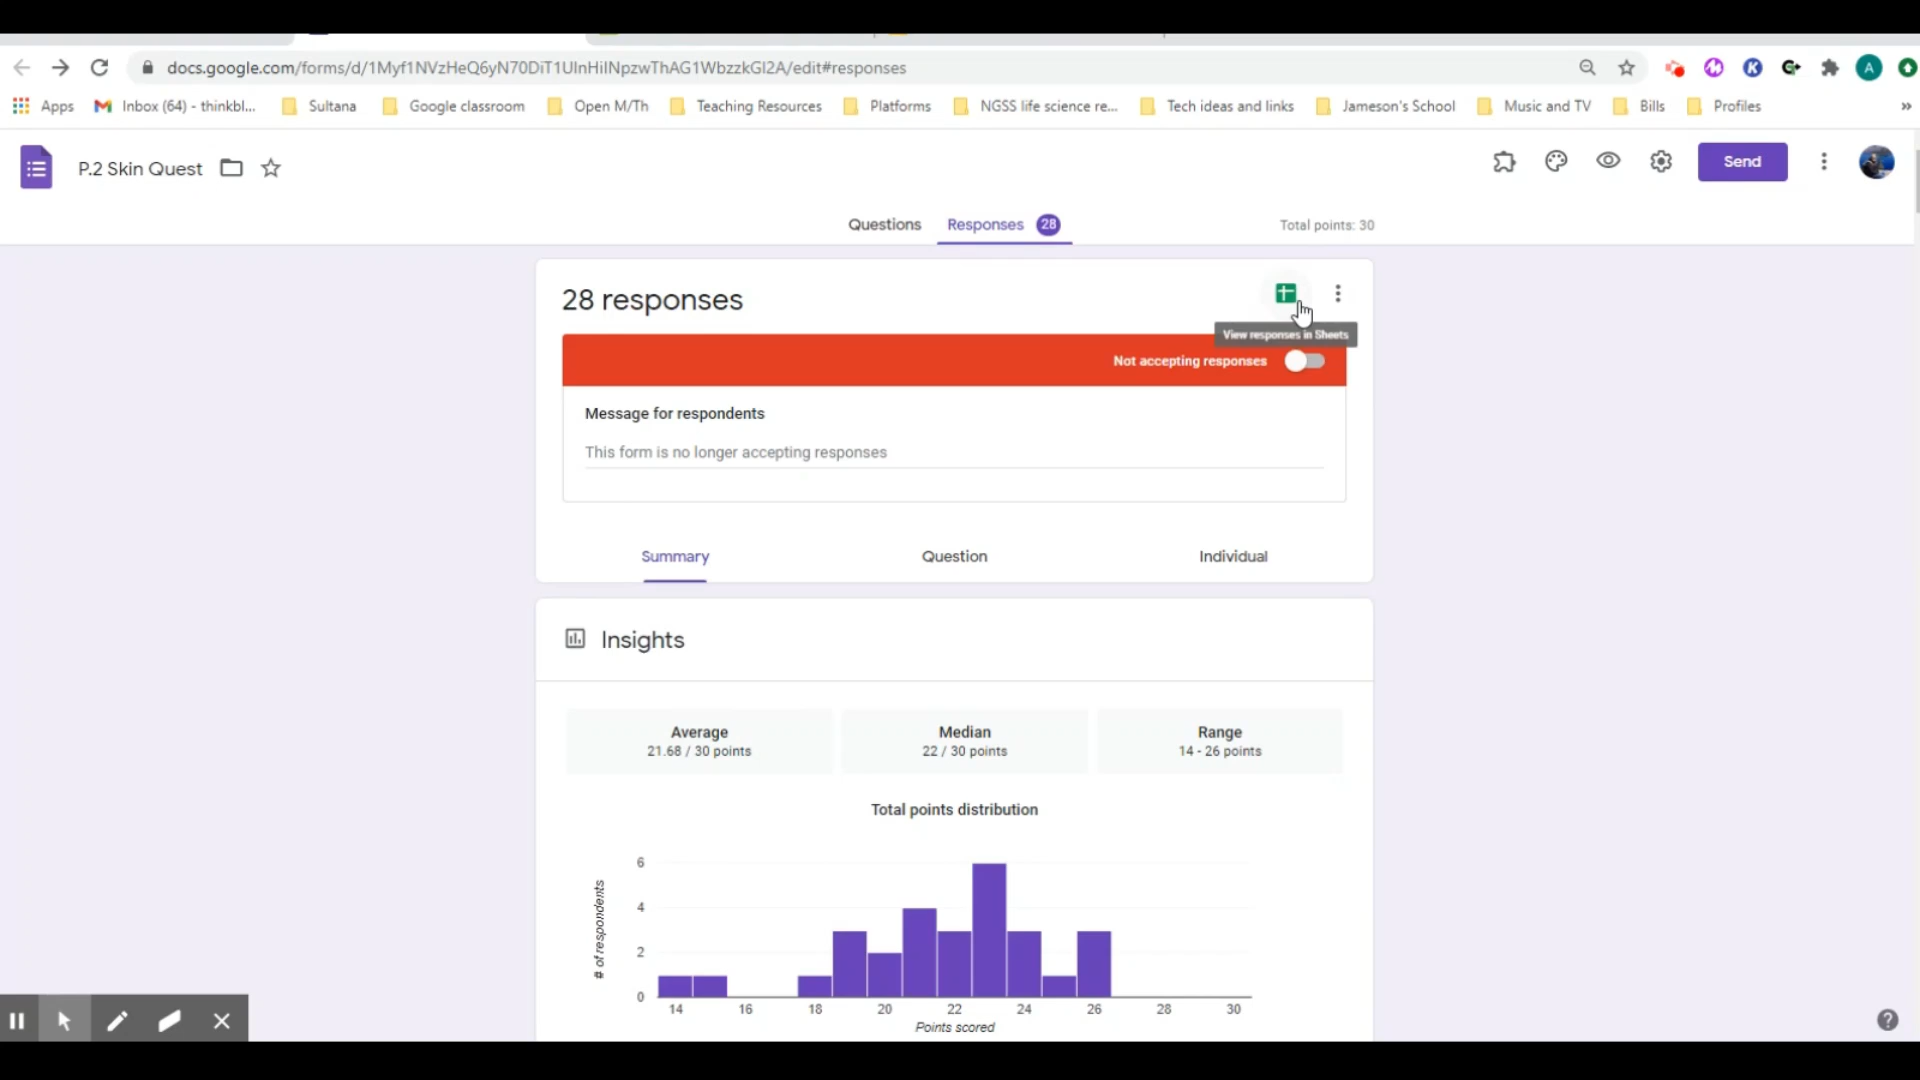 docs.google.com/forms/d/1Myf1NVzHeQ6yN70DiT1UInHiINpzwThAG1WbzzkGI2A/edit#responses
Apps Inbox (64) - thinkbl... Sultana Google classroom Open M/Th Teaching Resources Platforms NGSS life science re... Tech ideas and links Jameson's School Music and TV Bills Profiles »
P.2 Skin Quest
Send
Questions Responses 28 Total points: 30
28 responses
View responses in Sheets
Not accepting responses
Message for respondents
This form is no longer accepting responses
Summary Question Individual
Insights
Average Median Range
21.68 / 30 points 22 / 30 points 14 - 26 points
Total points distribution
6
4
2
0
# of respondents
14 16 18 20 22 24 26 28 30
Points scored